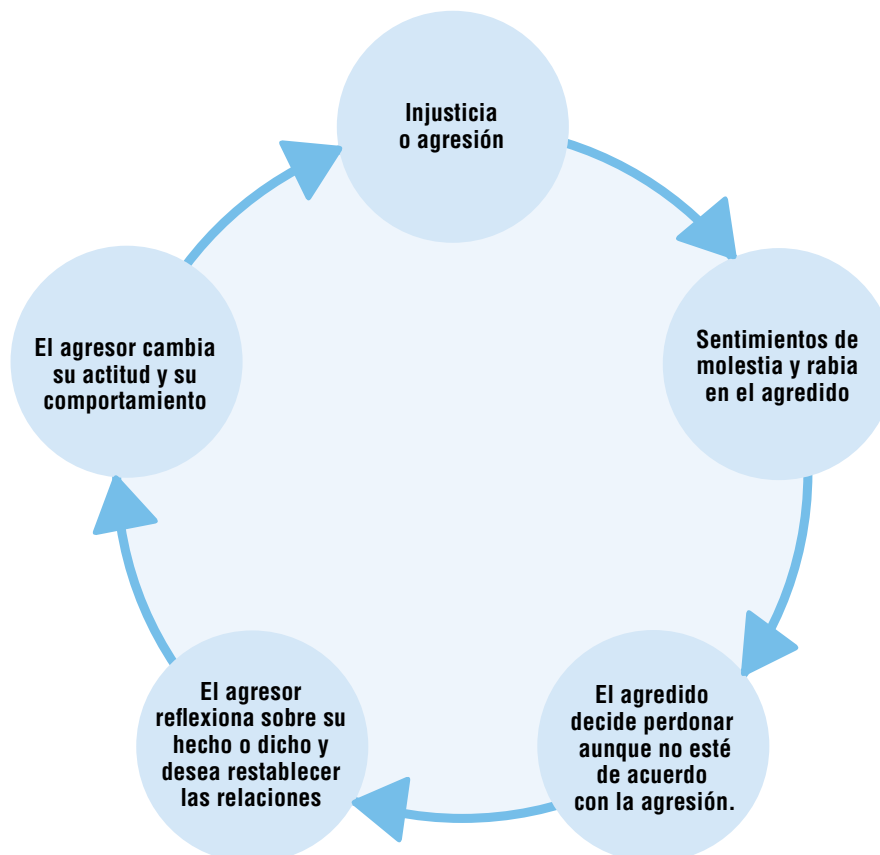 Injusticia
o agresión
Sentimientos de
molestia y rabia
en el agredido
El agredido
decide perdonar
aunque no esté
de acuerdo
con la agresión.
El agresor
reflexiona sobre su
hecho o dicho y
desea restablecer
las relaciones
El agresor cambia
su actitud y su
comportamiento